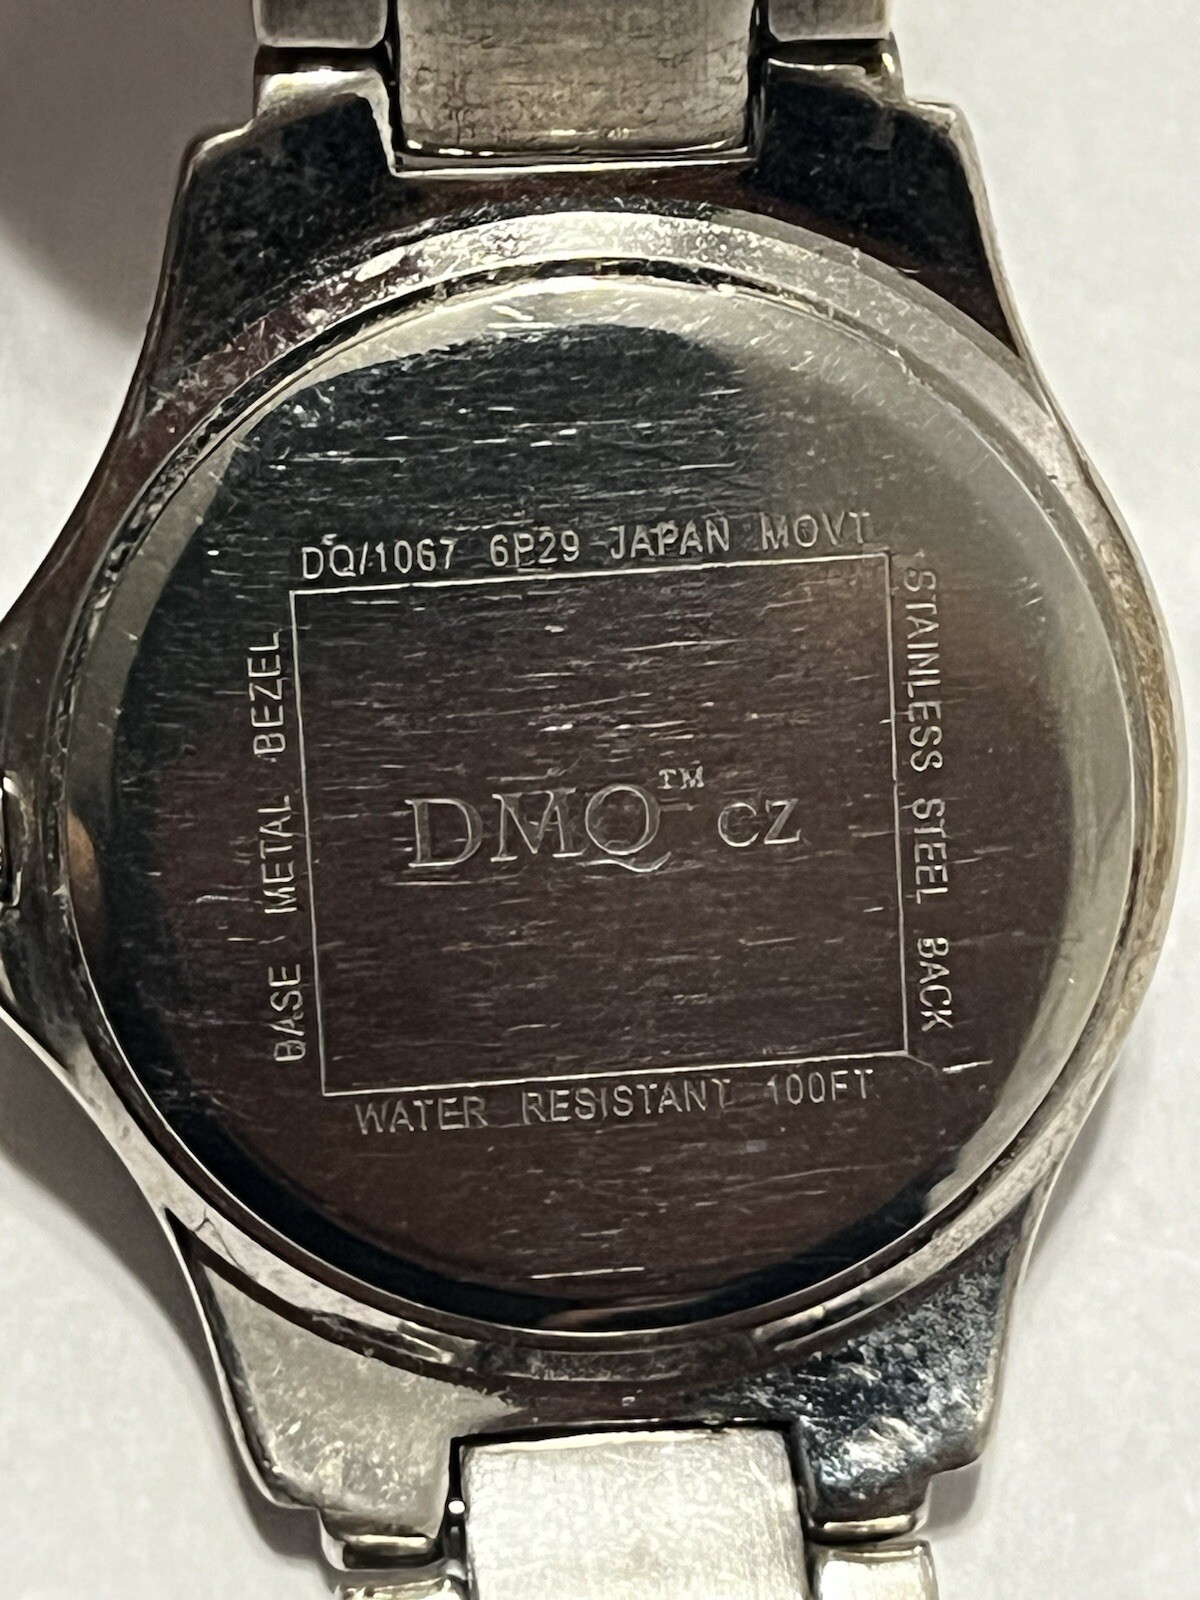 DQ/1067 6P29 JAPAN MOVT
STAINLESS STEEL BACK
BASE METAL BEZEL
DMQ™ CZ
WATER RESISTANT 100FT